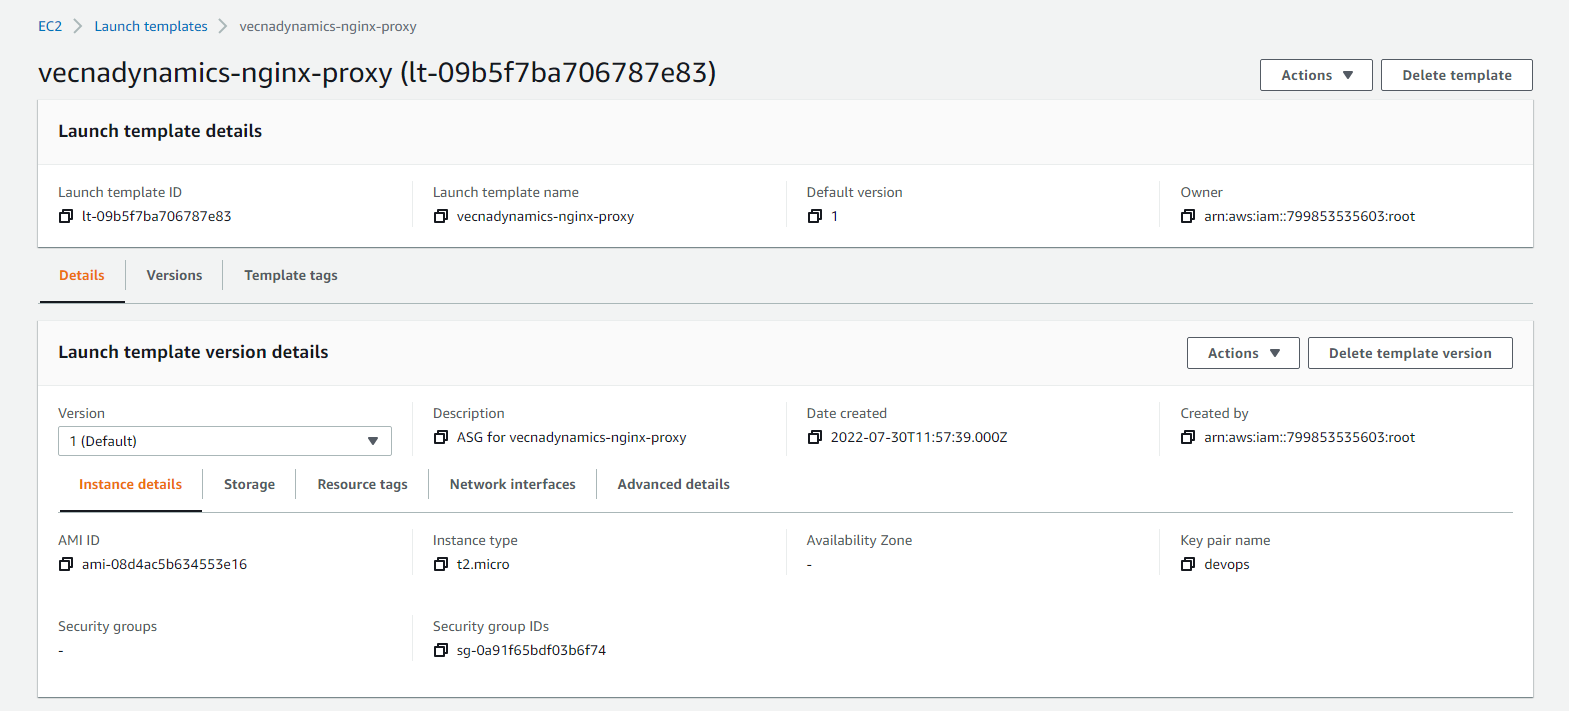 EC2 > Launch templates > vecnadynamics-nginx-proxy
vecnadynamics-nginx-proxy (lt-09b5f7ba706787e83)
Actions ▼ Delete template
Launch template details
Launch template ID Launch template name Default version Owner
lt-09b5f7ba706787e83 vecnadynamics-nginx-proxy 1 arn:aws:iam::799853535603:root
Details Versions Template tags
Launch template version details Actions ▼ Delete template version
Version Description Date created Created by
1 (Default) ▼ ASG for vecnadynamics-nginx-proxy 2022-07-30T11:57:39.000Z arn:aws:iam::799853535603:root
Instance details Storage Resource tags Network interfaces Advanced details
AMI ID Instance type Availability Zone Key pair name
ami-08d4ac5b634553e16 t2.micro - devops
Security groups Security group IDs
- sg-0a91f65bdf03b6f74